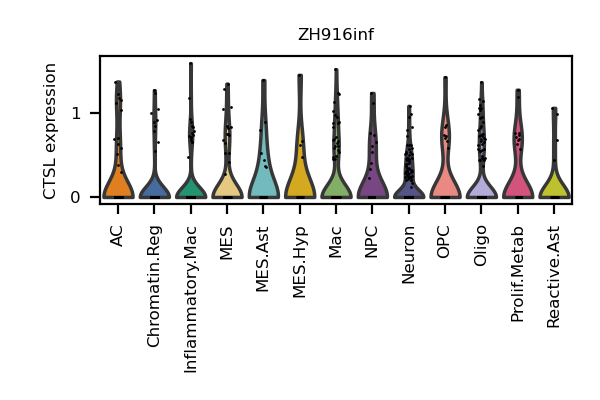 ZH916inf
CTSL expression
1
0
AC
Chromatin.Reg
Inflammatory.Mac
MES
MES.Ast
MES.Hyp
Mac
NPC
Neuron
OPC
Oligo
Prolif.Metab
Reactive.Ast